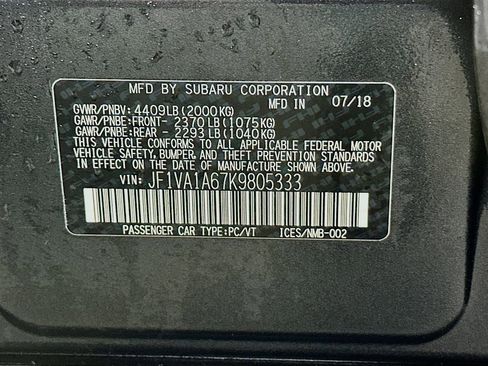 MFD BY SUBARU CORPORATION
MFD IN 07/18
GVWR/PNBV: 4409LB(2000KG)
GAWR/PNBE:FRONT- 2370LB(1075KG)
GAWR/PNBE:REAR - 2293LB(1040KG)
THIS VEHICLE CONFORMS TO ALL APPLICABLE FEDERAL MOTOR
VEHICLE SAFETY, BUMPER, AND THEFT PREVENTION STANDARDS
IN EFFECT ON THE DATE OF MANUFACTURE SHOWN ABOVE.
VIN: JF1VA1A67K9805333
PASSENGER CAR TYPE:PC/VT ICES/NMB-002